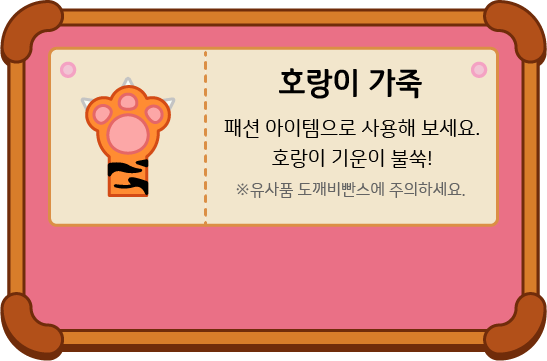 호랑이 가죽
패션 아이템으로 사용해 보세요.
호랑이 기운이 불쑥!
※유사품 도깨비빤스에 주의하세요.